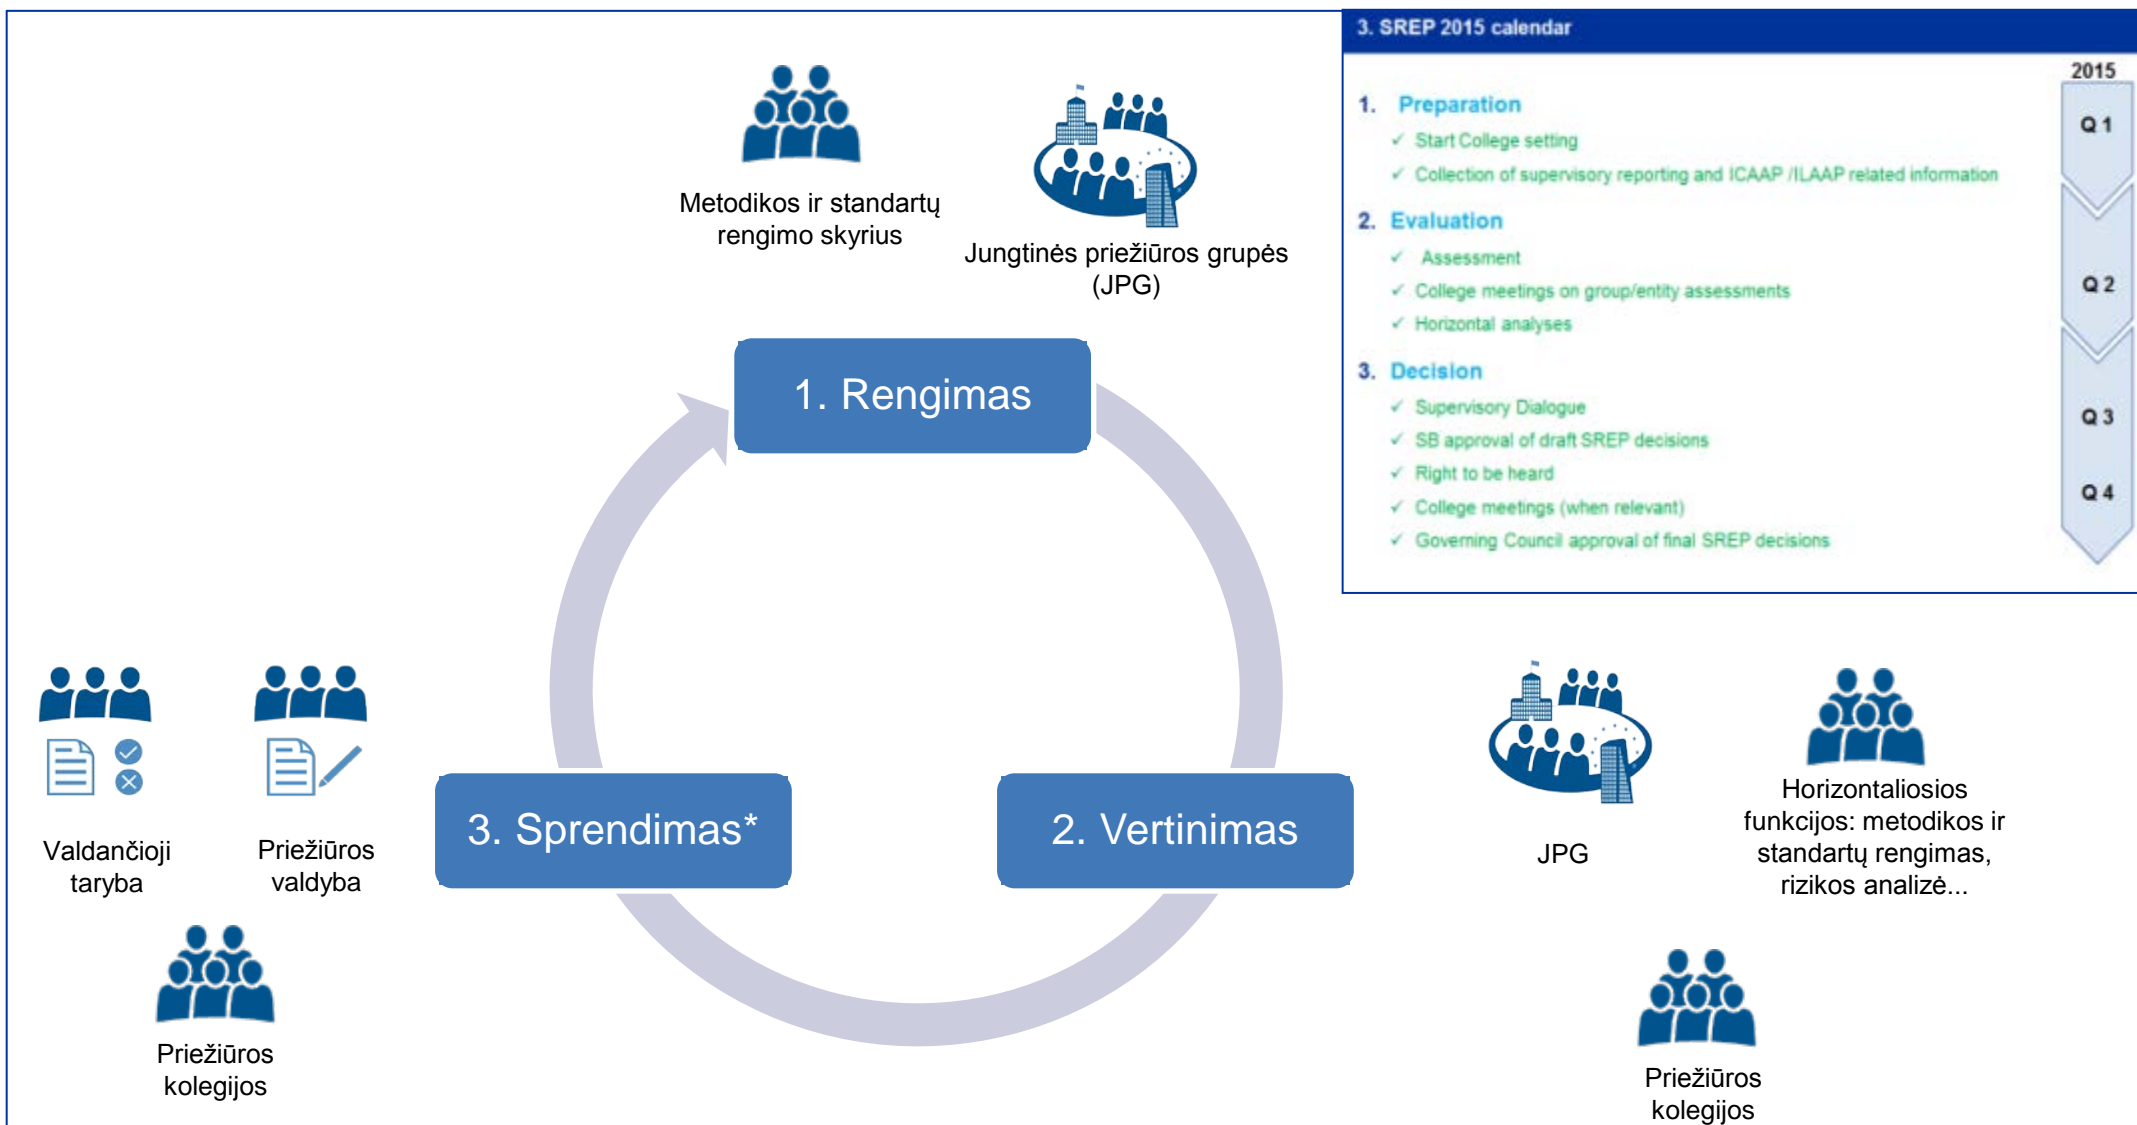 3. SREP 2015 calendar
2015
1. Preparation
✓ Start College setting
✓ Collection of supervisory reporting and ICAAP /ILAAP related information
Q 1
2. Evaluation
✓ Assessment
✓ College meetings on group/entity assessments
✓ Horizontal analyses
Q 2
3. Decision
✓ Supervisory Dialogue
✓ SB approval of draft SREP decisions
✓ Right to be heard
✓ College meetings (when relevant)
✓ Governing Council approval of final SREP decisions
Q 3
Q 4
Metodikos ir standartų
rengimo skyrius
Jungtinės priežiūros grupės
(JPG)
1. Rengimas
2. Vertinimas
3. Sprendimas*
JPG
Horizontaliosios
funkcijos: metodikos ir
standartų rengimas,
rizikos analizė...
Priežiūros
kolegijos
Valdančioji
taryba
Priežiūros
valdyba
Priežiūros
kolegijos